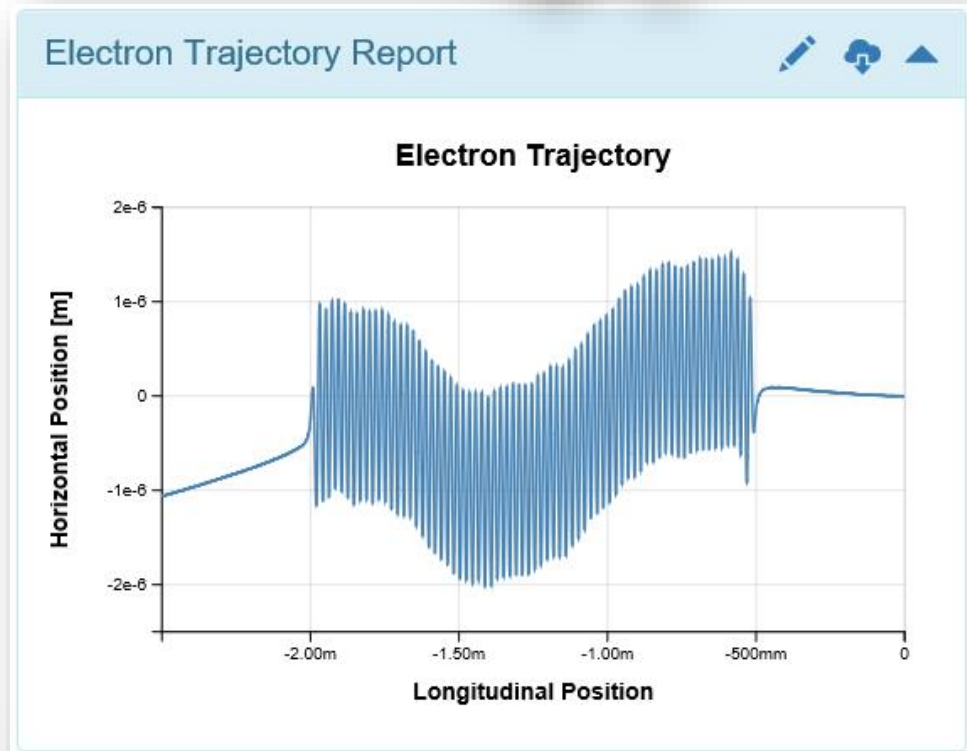 Electron Trajectory Report
Electron Trajectory
2e-6
1e-6
0
-1e-6
-2e-6
Horizontal Position [m]
-2.00m
-1.50m
-1.00m
-500mm
0
Longitudinal Position